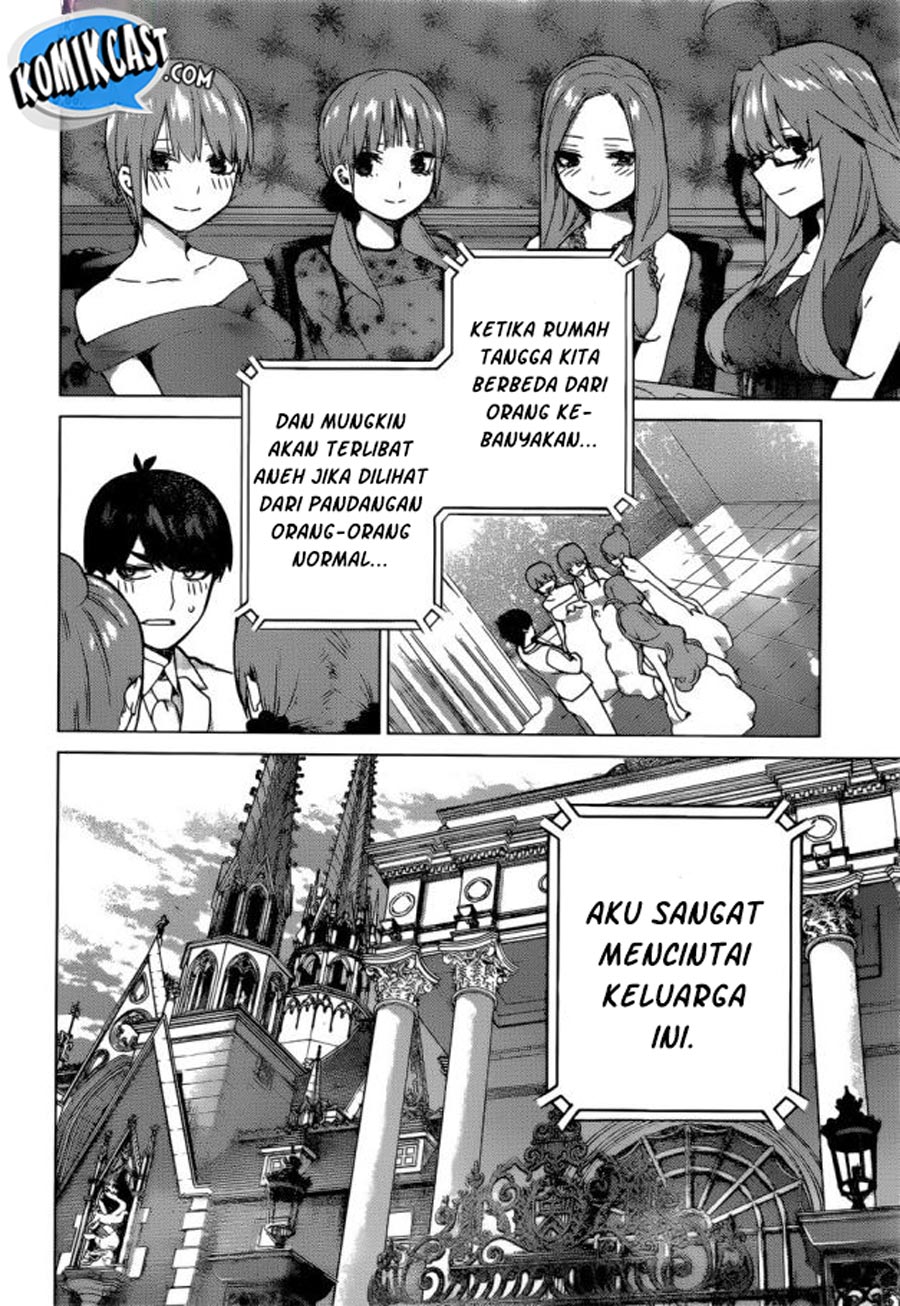 KOMIKCAST
.COM
KETIKA RUMAH
TANGGA KITA
BERBEDA DARI
ORANG KE-
BANYAKAN...
DAN MUNGKIN
AKAN TERLIBAT
ANEH JIKA DILIHAT
DARI PANDANGAN
ORANG-ORANG
NORMAL...
AKU SANGAT
MENCINTAI
KELUARGA
INI.